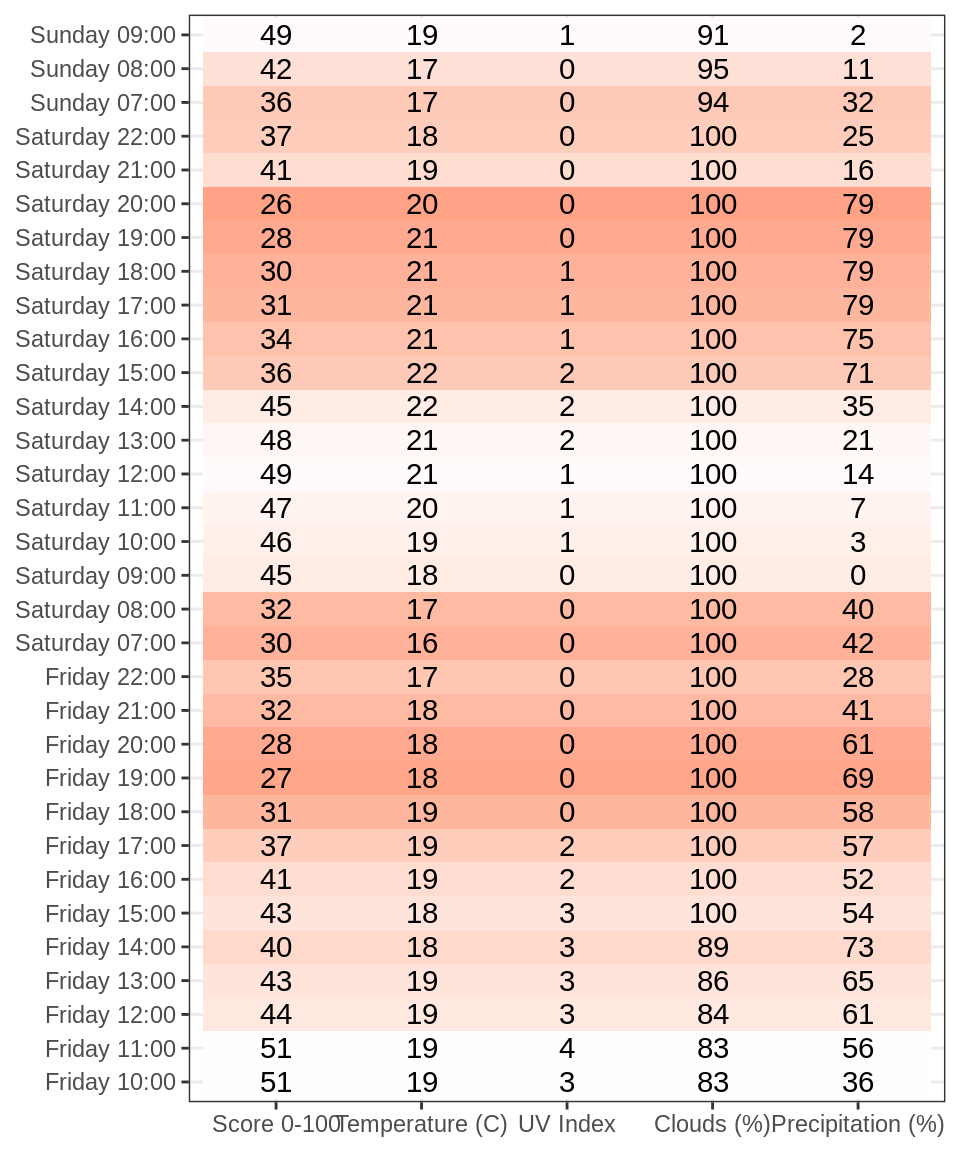 Sunday 09:00 49 19 1 91 2
Sunday 08:00 42 17 0 95 11
Sunday 07:00 36 17 0 94 32
Saturday 22:00 37 18 0 100 25
Saturday 21:00 41 19 0 100 16
Saturday 20:00 26 20 0 100 79
Saturday 19:00 28 21 0 100 79
Saturday 18:00 30 21 1 100 79
Saturday 17:00 31 21 1 100 79
Saturday 16:00 34 21 1 100 75
Saturday 15:00 36 22 2 100 71
Saturday 14:00 45 22 2 100 35
Saturday 13:00 48 21 2 100 21
Saturday 12:00 49 21 1 100 14
Saturday 11:00 47 20 1 100 7
Saturday 10:00 46 19 1 100 3
Saturday 09:00 45 18 0 100 0
Saturday 08:00 32 17 0 100 40
Saturday 07:00 30 16 0 100 42
Friday 22:00 35 17 0 100 28
Friday 21:00 32 18 0 100 41
Friday 20:00 28 18 0 100 61
Friday 19:00 27 18 0 100 69
Friday 18:00 31 19 0 100 58
Friday 17:00 37 19 2 100 57
Friday 16:00 41 19 2 100 52
Friday 15:00 43 18 3 100 54
Friday 14:00 40 18 3 89 73
Friday 13:00 43 19 3 86 65
Friday 12:00 44 19 3 84 61
Friday 11:00 51 19 4 83 56
Friday 10:00 51 19 3 83 36
Score 0-100 Temperature (C) UV Index Clouds (%) Precipitation (%)